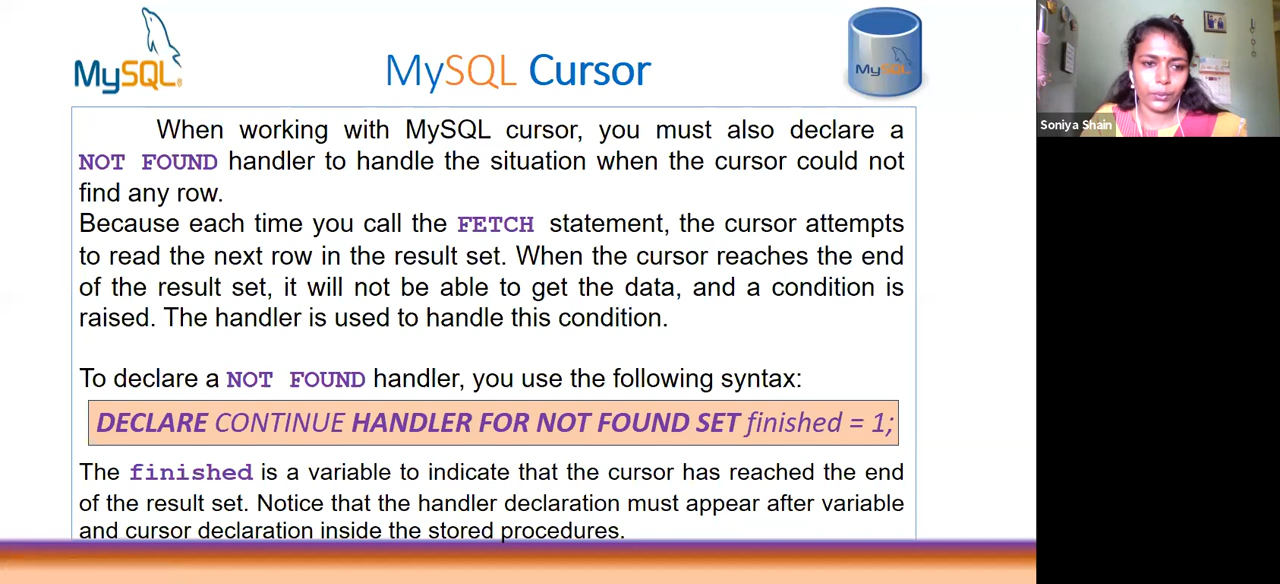 MySQL
MySQL Cursor
MySQL
Soniya Shain
When working with MySQL cursor, you must also declare a
NOT FOUND handler to handle the situation when the cursor could not
find any row.
Because each time you call the FETCH statement, the cursor attempts
to read the next row in the result set. When the cursor reaches the end
of the result set, it will not be able to get the data, and a condition is
raised. The handler is used to handle this condition.
To declare a NOT FOUND handler, you use the following syntax:
DECLARE CONTINUE HANDLER FOR NOT FOUND SET finished = 1;
The finished is a variable to indicate that the cursor has reached the end
of the result set. Notice that the handler declaration must appear after variable
and cursor declaration inside the stored procedures.